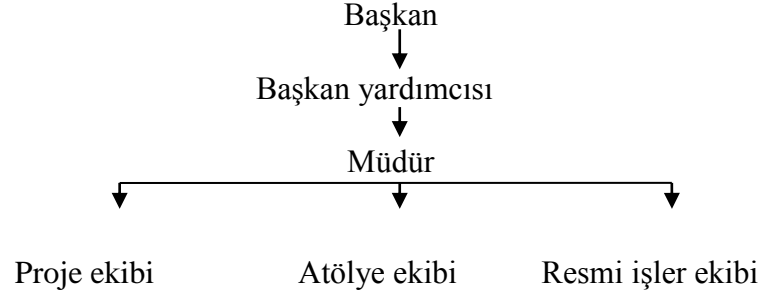 Başkan
Başkan yardımcısı
Müdür
Proje ekibi Atölye ekibi Resmi işler ekibi